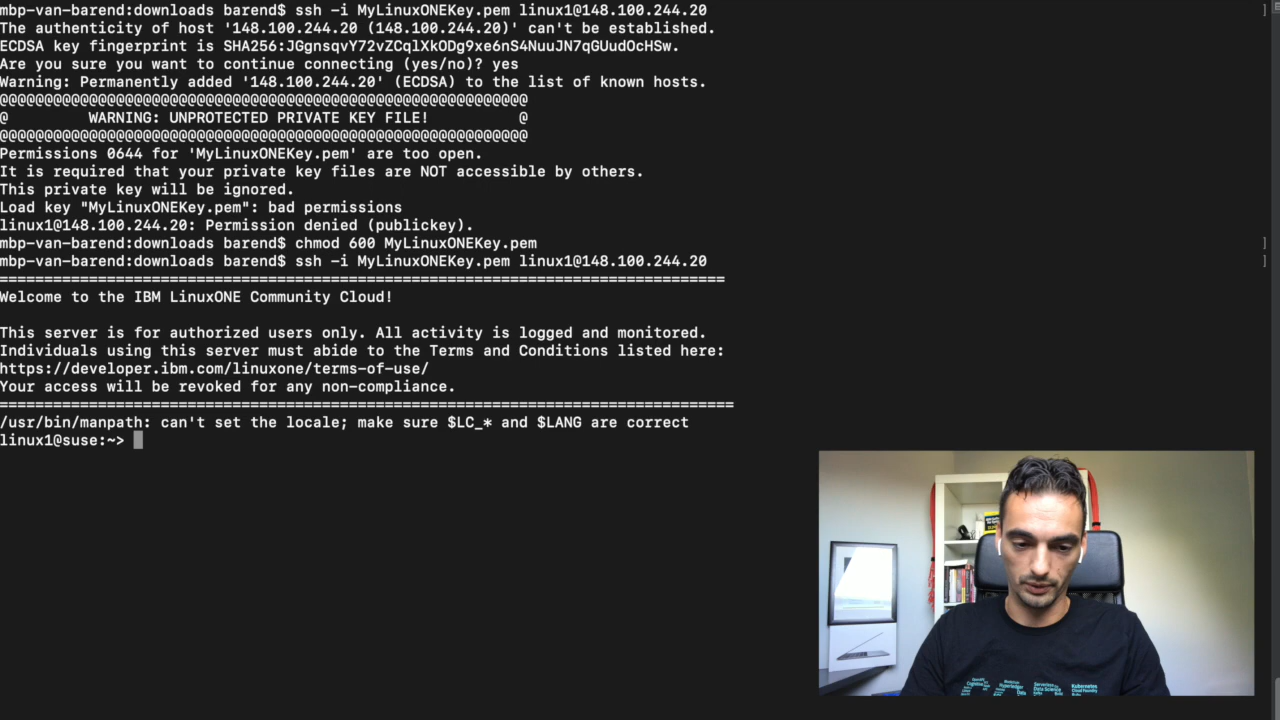 mbp-van-barend:downloads barend$ ssh -i MyLinuxONEKey.pem linux1@148.100.244.20
The authenticity of host '148.100.244.20 (148.100.244.20)' can't be established.
ECDSA key fingerprint is SHA256:JGgnsqvY72vZCqlXkODg9xe6nS4NuuJN7qGUudOcHSw.
Are you sure you want to continue connecting (yes/no)? yes
Warning: Permanently added '148.100.244.20' (ECDSA) to the list of known hosts.
@@@@@@@@@@@@@@@@@@@@@@@@@@@@@@@@@@@@@@@@@@@@@@@@@@@@@@@@@@@
@         WARNING: UNPROTECTED PRIVATE KEY FILE!          @
@@@@@@@@@@@@@@@@@@@@@@@@@@@@@@@@@@@@@@@@@@@@@@@@@@@@@@@@@@@
Permissions 0644 for 'MyLinuxONEKey.pem' are too open.
It is required that your private key files are NOT accessible by others.
This private key will be ignored.
Load key "MyLinuxONEKey.pem": bad permissions
linux1@148.100.244.20: Permission denied (publickey).
mbp-van-barend:downloads barend$ chmod 600 MyLinuxONEKey.pem
mbp-van-barend:downloads barend$ ssh -i MyLinuxONEKey.pem linux1@148.100.244.20
=================================================================================
Welcome to the IBM LinuxONE Community Cloud!
This server is for authorized users only. All activity is logged and monitored.
Individuals using this server must abide to the Terms and Conditions listed here:
https://developer.ibm.com/linuxone/terms-of-use/
Your access will be revoked for any non-compliance.
==================================================================================
/usr/bin/manpath: can't set the locale; make sure $LC_* and $LANG are correct
linux1@suse:~>
Cognitive
Hyperledger
Serverless
Data Science
Kubernetes
Cloud Foundry